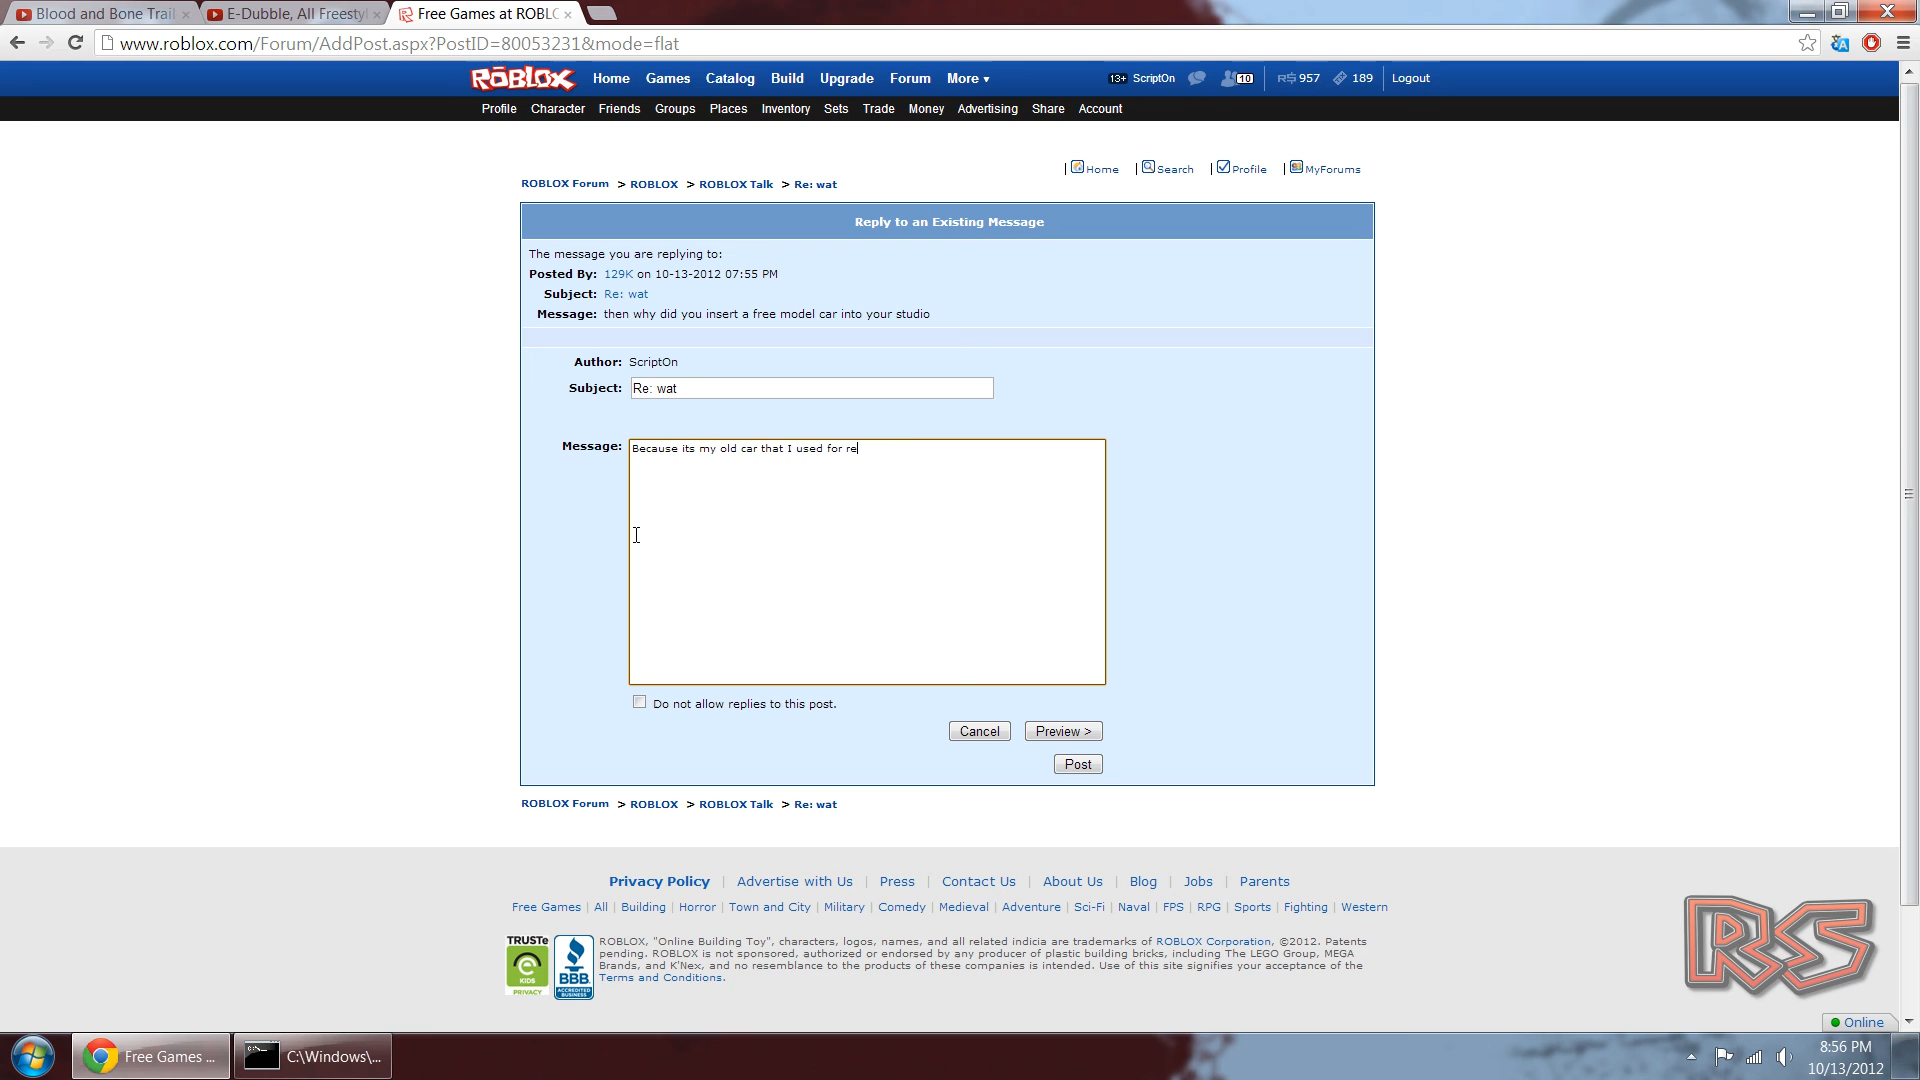 Blood and Bone Trail
E-Dubble, All Freestyl
Free Games at ROBLO
www.roblox.com/Forum/AddPost.aspx?PostID=80053231&mode=flat
ROBLOX Home Games Catalog Build Upgrade Forum More ▾ 13+ ScriptOn 10 R$ 957 189 Logout
Profile Character Friends Groups Places Inventory Sets Trade Money Advertising Share Account
| Home | Search | Profile | MyForums
ROBLOX Forum > ROBLOX > ROBLOX Talk > Re: wat
Reply to an Existing Message
The message you are replying to:
Posted By: 129K on 10-13-2012 07:55 PM
Subject: Re: wat
Message: then why did you insert a free model car into your studio
Author: ScriptOn
Subject: Re: wat
Message: Because its my old car that I used for re
Do not allow replies to this post.
Cancel Preview >
Post
ROBLOX Forum > ROBLOX > ROBLOX Talk > Re: wat
Privacy Policy | Advertise with Us | Press | Contact Us | About Us | Blog | Jobs | Parents
Free Games | All | Building | Horror | Town and City | Military | Comedy | Medieval | Adventure | Sci-Fi | Naval | FPS | RPG | Sports | Fighting | Western
TRUSTe
KIDS
PRIVACY
BBB
ACCREDITED
BUSINESS
ROBLOX, "Online Building Toy", characters, logos, names, and all related indicia are trademarks of ROBLOX Corporation, ©2012. Patents
pending. ROBLOX is not sponsored, authorized or endorsed by any producer of plastic building bricks, including The LEGO Group, MEGA
Brands, and K'Nex, and no resemblance to the products of these companies is intended. Use of this site signifies your acceptance of the
Terms and Conditions.
RS
Online
Free Games ...
C:\Windows\...
8:56 PM
10/13/2012